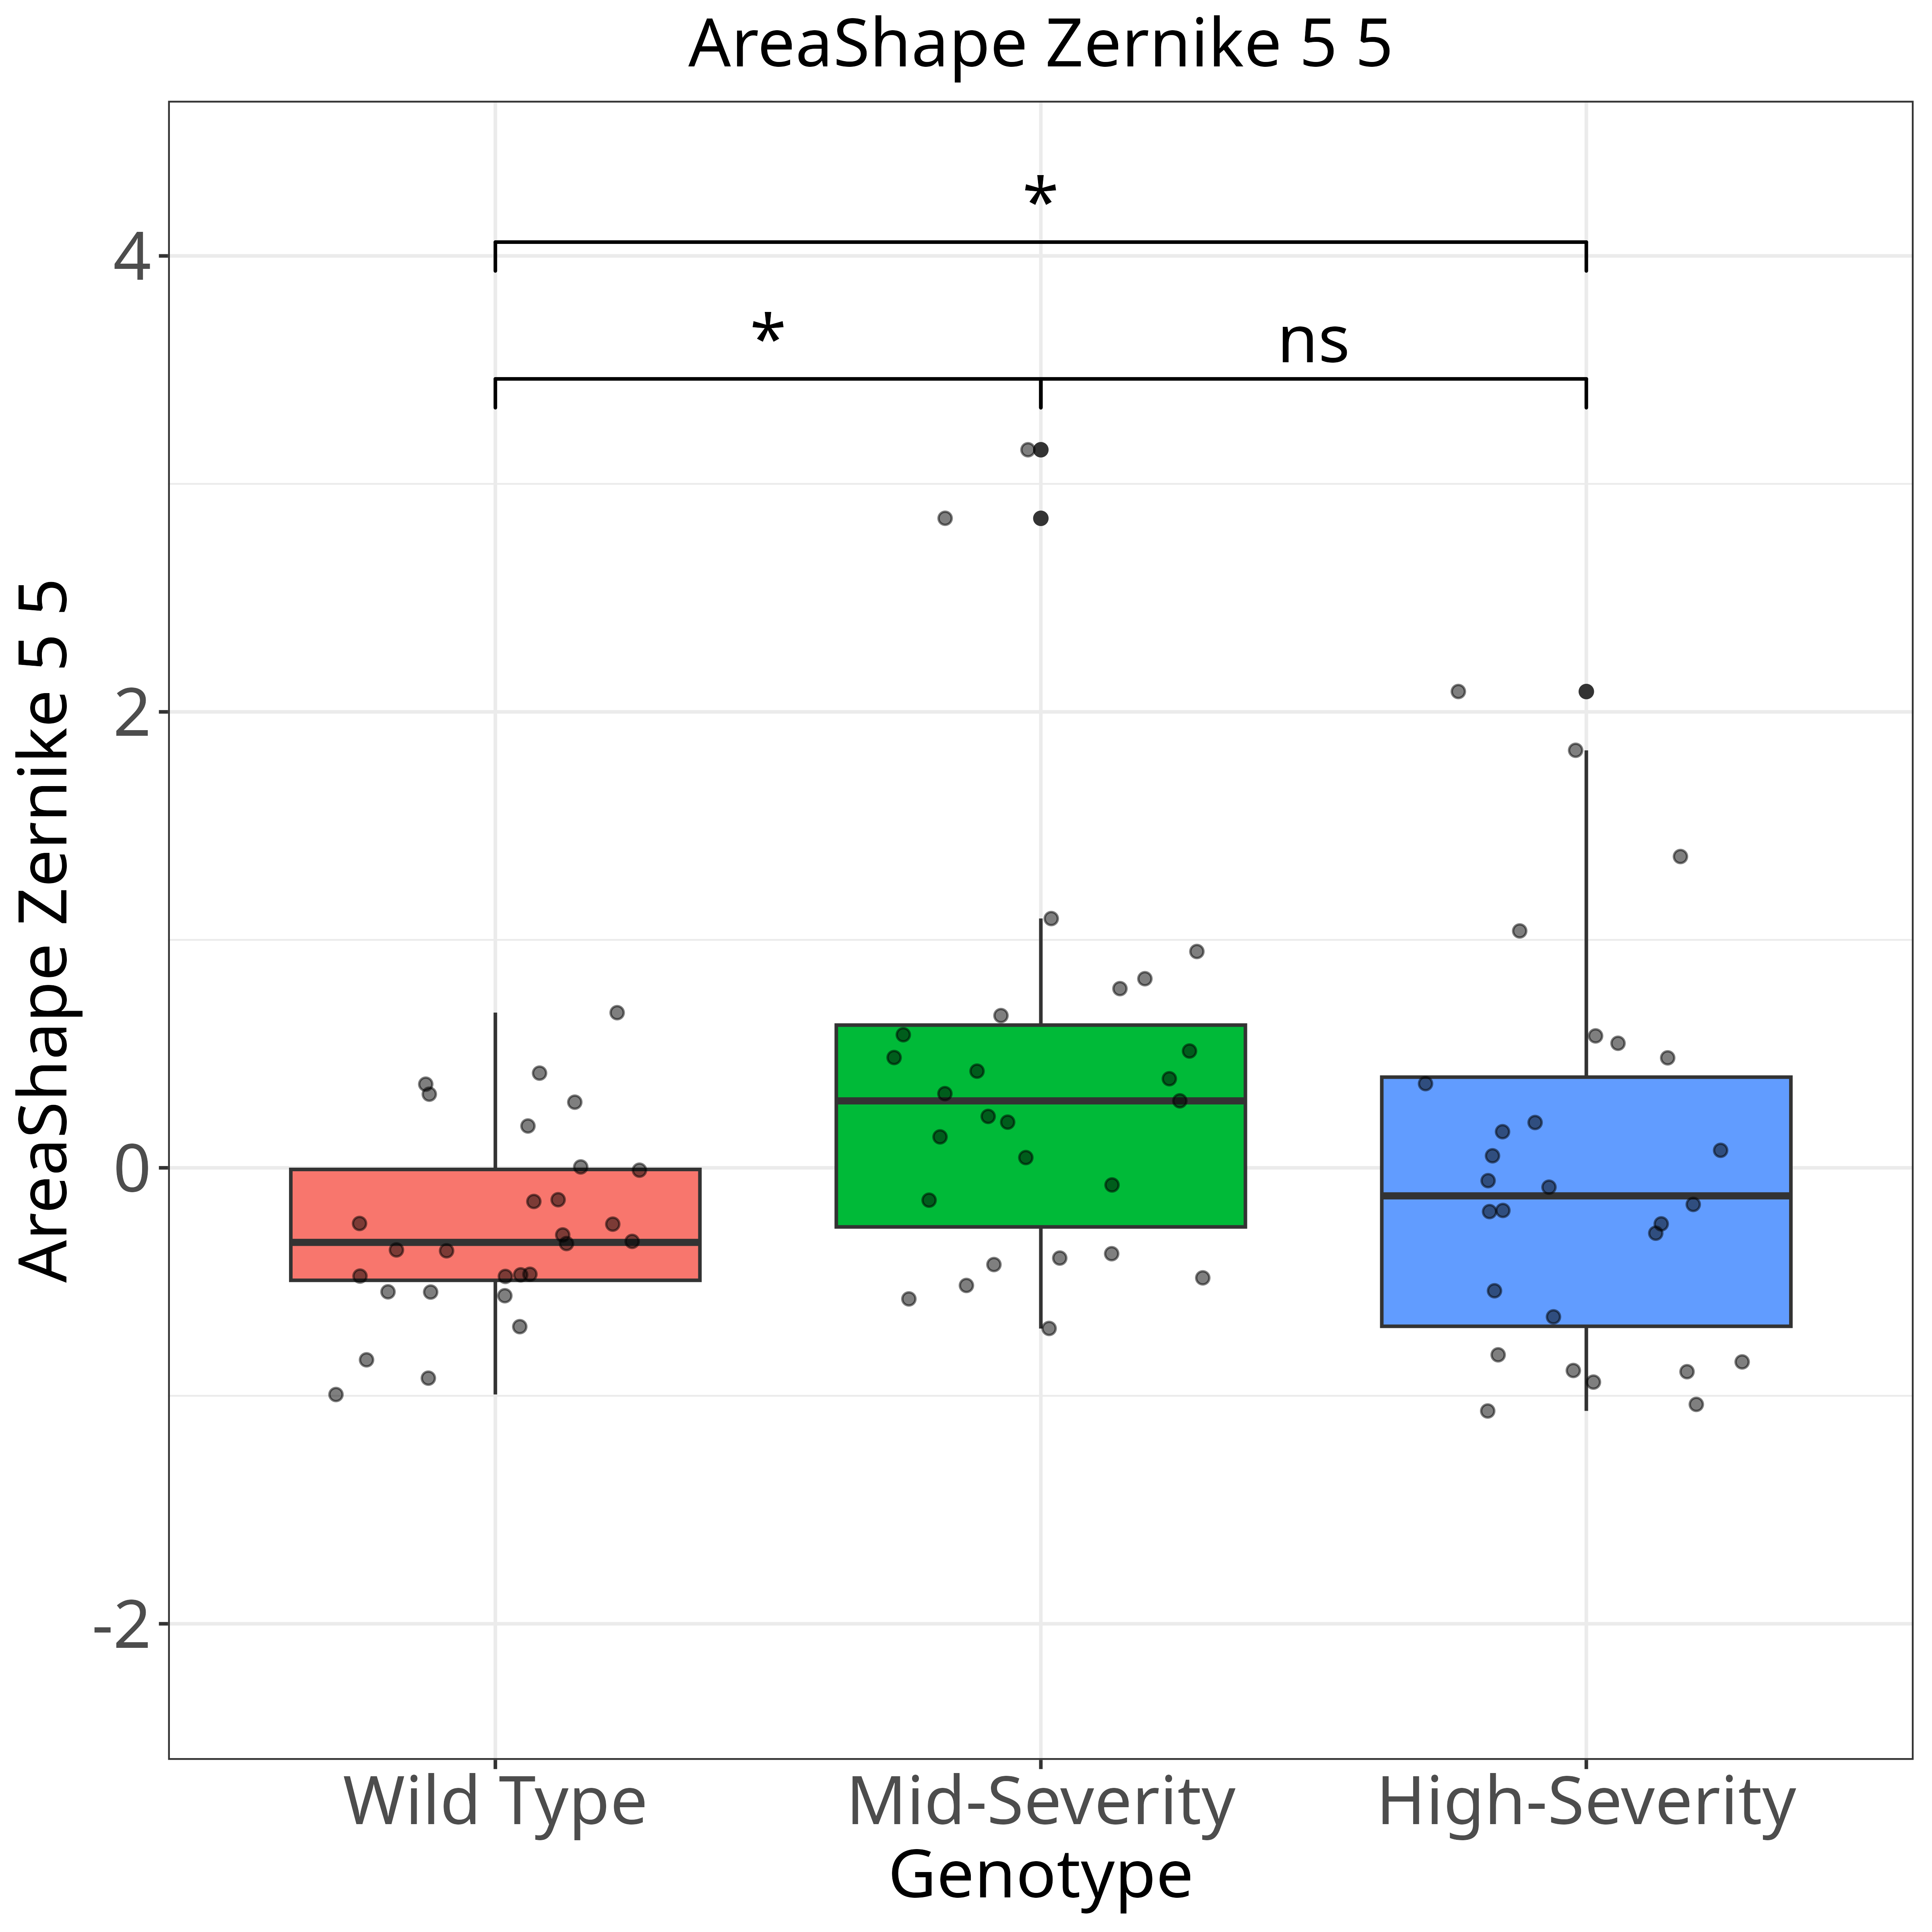 AreaShape Zernike 5 5
*
4
*
ns
AreaShape Zernike 5 5
2
0
-2
Wild Type
Mid-Severity
High-Severity
Genotype